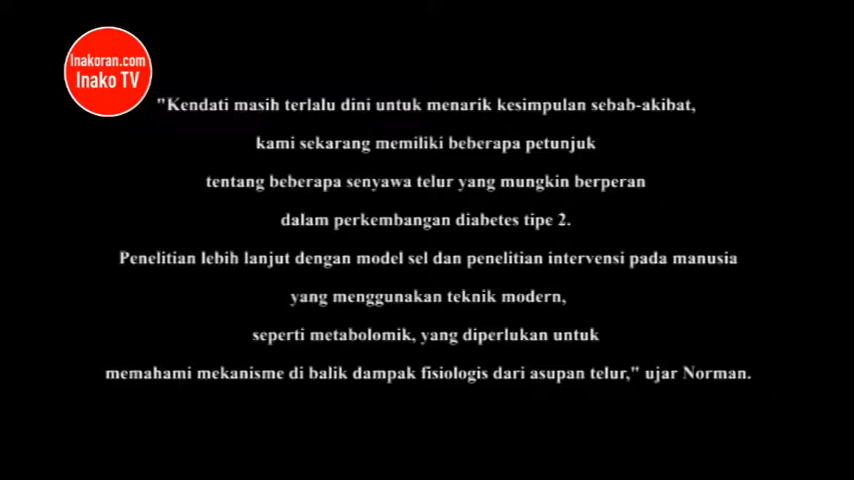 Inakoran.com
Inako TV
"Kendati masih terlalu dini untuk menarik kesimpulan sebab-akibat,
kami sekarang memiliki beberapa petunjuk
tentang beberapa senyawa telur yang mungkin berperan
dalam perkembangan diabetes tipe 2.
Penelitian lebih lanjut dengan model sel dan penelitian intervensi pada manusia
yang menggunakan teknik modern,
seperti metabolomik, yang diperlukan untuk
memahami mekanisme di balik dampak fisiologis dari asupan telur," ujar Norman.